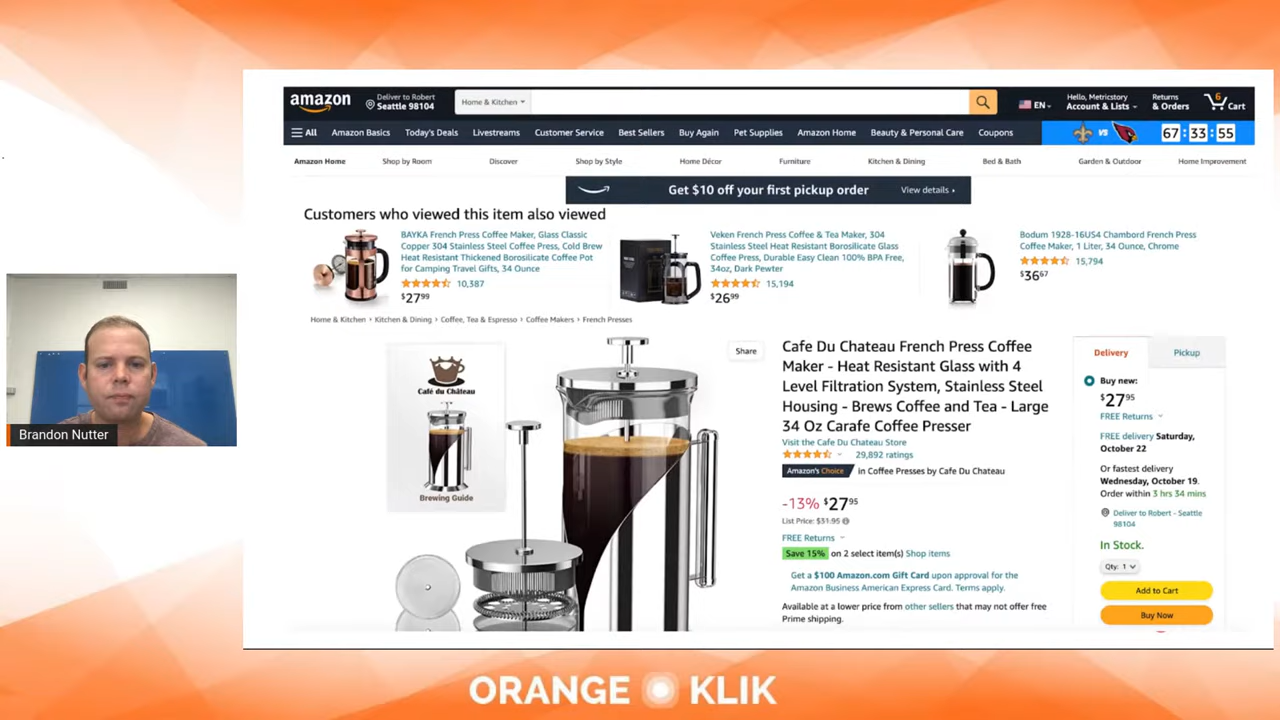 amazon
Deliver to Robert
Seattle 98104
Home & Kitchen
EN
Hello, Metricstory
Account & Lists
Returns
& Orders
6
Cart
All
Amazon Basics
Today's Deals
Livestreams
Customer Service
Best Sellers
Buy Again
Pet Supplies
Amazon Home
Beauty & Personal Care
Coupons
VS
67:33:55
Amazon Home
Shop by Room
Discover
Shop by Style
Home Décor
Furniture
Kitchen & Dining
Bed & Bath
Garden & Outdoor
Home Improvement
Get $10 off your first pickup order
View details
Customers who viewed this item also viewed
BAYKA French Press Coffee Maker, Glass Classic
Copper 304 Stainless Steel Coffee Press, Cold Brew
Heat Resistant Thickened Borosilicate Coffee Pot
for Camping Travel Gifts, 34 Ounce
10,387
$2799
Veken French Press Coffee & Tea Maker, 304
Stainless Steel Heat Resistant Borosilicate Glass
Coffee Press, Durable Easy Clean 100% BPA Free,
34oz, Dark Pewter
15,194
$2699
Bodum 1928-16US4 Chambord French Press
Coffee Maker, 1 Liter, 34 Ounce, Chrome
15,794
$3667
Home & Kitchen › Kitchen & Dining › Coffee, Tea & Espresso › Coffee Makers › French Presses
Café du Château
Brewing Guide
Share
Cafe Du Chateau French Press Coffee
Maker - Heat Resistant Glass with 4
Level Filtration System, Stainless Steel
Housing - Brews Coffee and Tea - Large
34 Oz Carafe Coffee Presser
Visit the Cafe Du Chateau Store
29,892 ratings
Amazon's Choice in Coffee Presses by Cafe Du Chateau
-13% $2795
List Price: $31.95
FREE Returns
Save 15% on 2 select item(s) Shop items
Get a $100 Amazon.com Gift Card upon approval for the
Amazon Business American Express Card. Terms apply.
Available at a lower price from other sellers that may not offer free
Prime shipping.
Delivery
Pickup
Buy new:
$2795
FREE Returns
FREE delivery Saturday,
October 22
Or fastest delivery
Wednesday, October 19.
Order within 3 hrs 34 mins
Deliver to Robert - Seattle
98104
In Stock.
Qty: 1
Add to Cart
Buy Now
Brandon Nutter
ORANGE KLIK